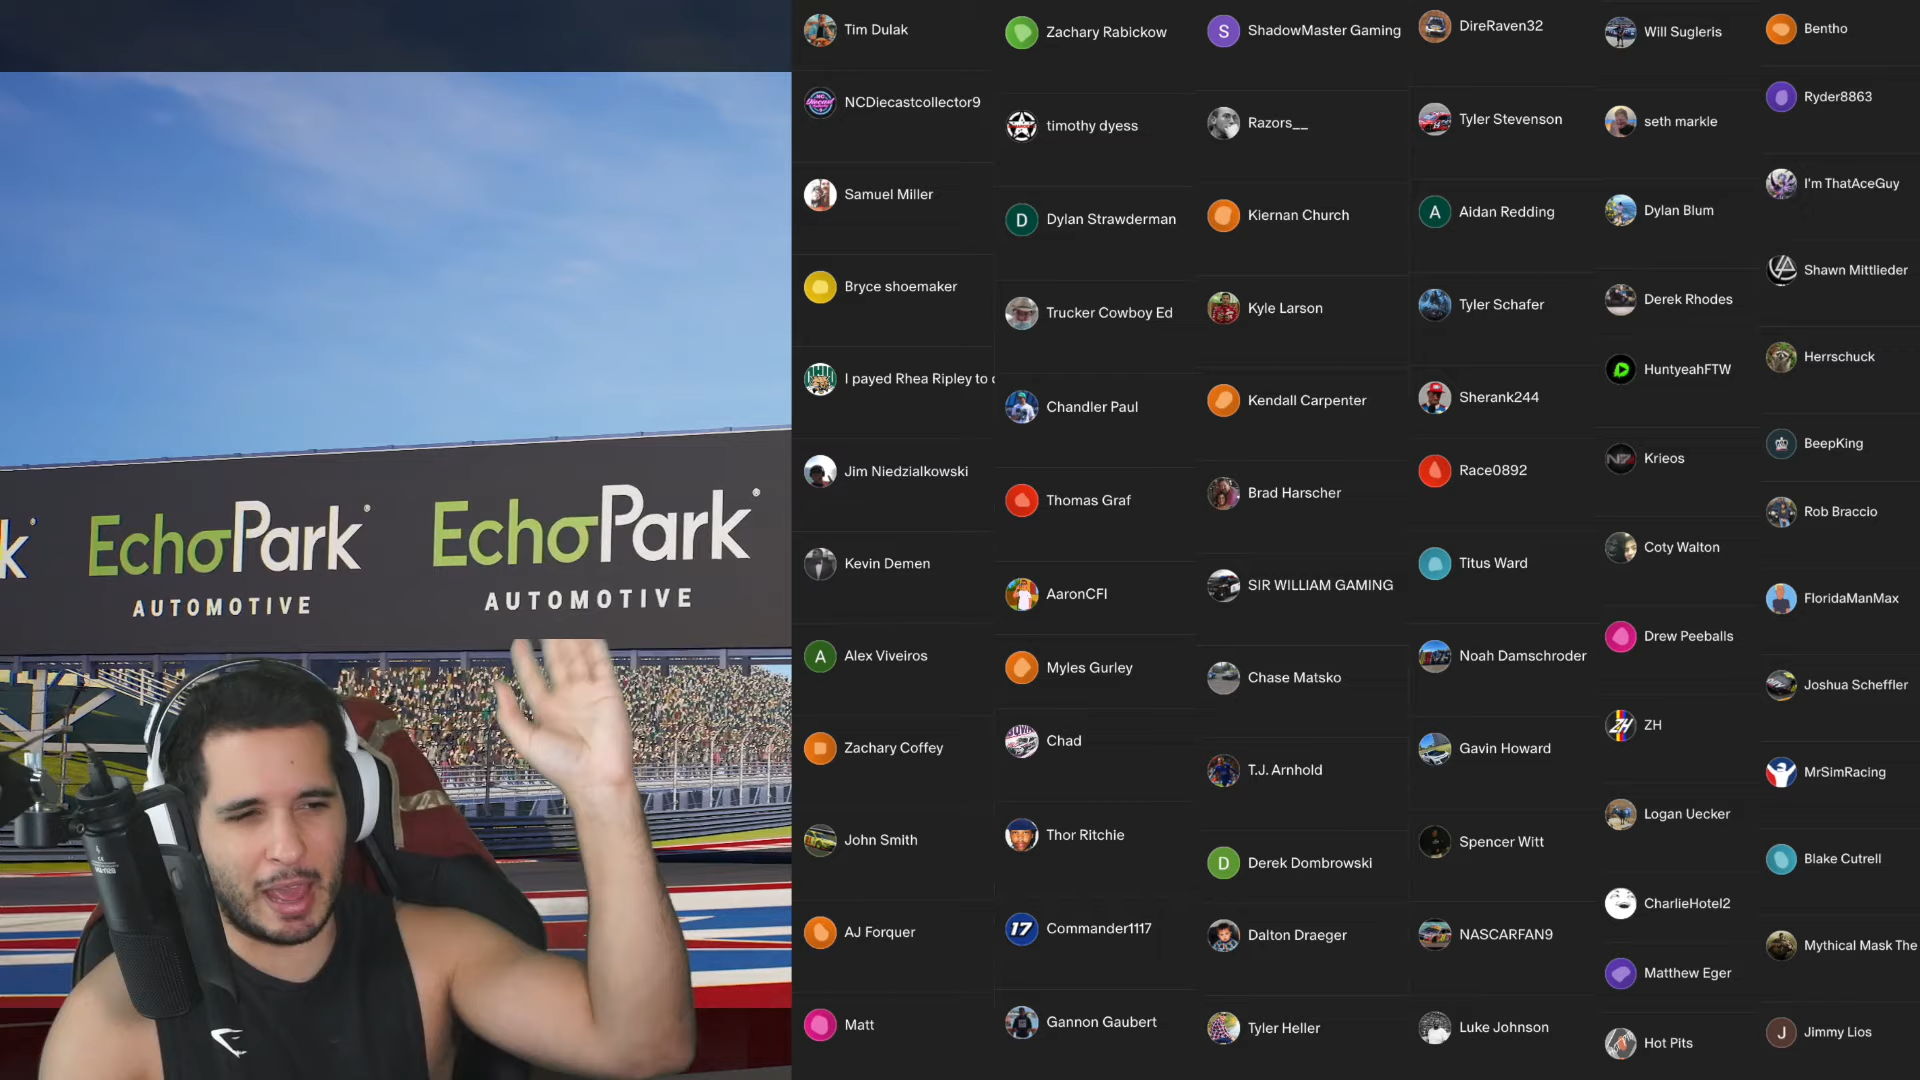 EchoPark®
AUTOMOTIVE
EchoPark®
AUTOMOTIVE
k®
Tim Dulak
NCDiecastcollector9
Samuel Miller
Bryce shoemaker
I payed Rhea Ripley to
Jim Niedzialkowski
Kevin Demen
A
Alex Viveiros
Zachary Coffey
John Smith
AJ Forquer
Matt
Zachary Rabickow
timothy dyess
D
Dylan Strawderman
Trucker Cowboy Ed
Chandler Paul
Thomas Graf
AaronCFI
Myles Gurley
Chad
Thor Ritchie
17
Commander1117
Gannon Gaubert
S
ShadowMaster Gaming
Razors__
Kiernan Church
Kyle Larson
Kendall Carpenter
Brad Harscher
SIR WILLIAM GAMING
Chase Matsko
T.J. Arnhold
D
Derek Dombrowski
Dalton Draeger
Tyler Heller
DireRaven32
Tyler Stevenson
A
Aidan Redding
Tyler Schafer
Sherank244
Race0892
Titus Ward
Noah Damschroder
Gavin Howard
Spencer Witt
NASCARFAN9
Luke Johnson
Will Sugleris
seth markle
Dylan Blum
Derek Rhodes
HuntyeahFTW
N7
Krieos
Coty Walton
Drew Peeballs
ZH
ZH
Logan Uecker
CharlieHotel2
Matthew Eger
Hot Pits
Bentho
Ryder8863
I'm ThatAceGuy
Shawn Mittlieder
Herrschuck
BeepKing
Rob Braccio
FloridaManMax
Joshua Scheffler
MrSimRacing
Blake Cutrell
Mythical Mask The
J
Jimmy Lios